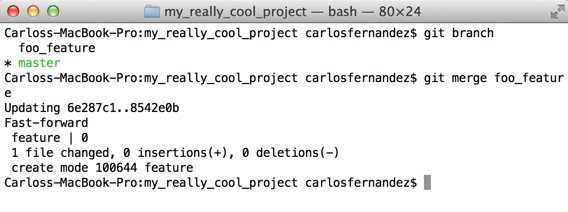 my_really_cool_project — bash — 80×24
Carloss-MacBook-Pro:my_really_cool_project carlosfernandez$ git branch
  foo_feature
* master
Carloss-MacBook-Pro:my_really_cool_project carlosfernandez$ git merge foo_featur
e
Updating 6e287c1..8542e0b
Fast-forward
 feature | 0
 1 file changed, 0 insertions(+), 0 deletions(-)
 create mode 100644 feature
Carloss-MacBook-Pro:my_really_cool_project carlosfernandez$